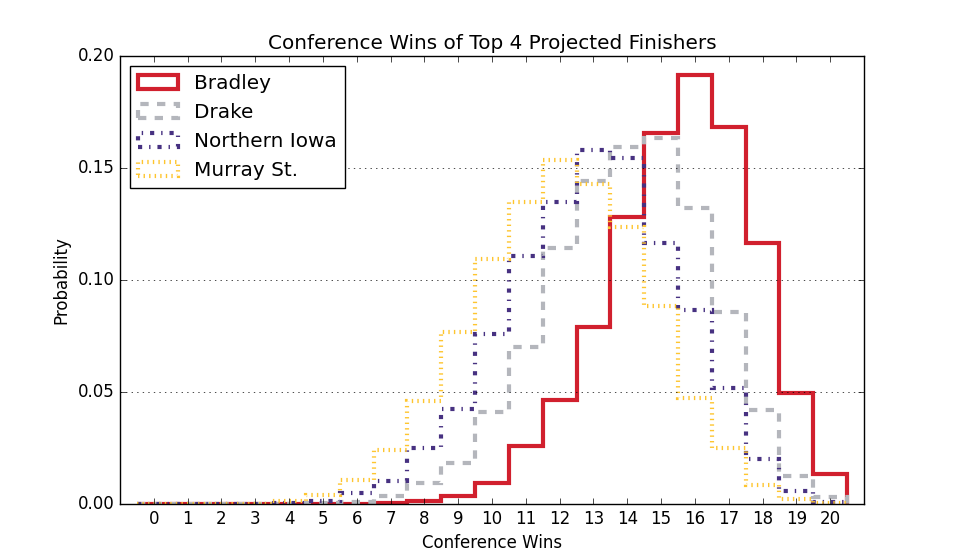 Conference Wins of Top 4 Projected Finishers
Bradley
Drake
Northern Iowa
Murray St.
0.20
0.15
0.10
0.05
0.00
Probability
0 1 2 3 4 5 6 7 8 9 10 11 12 13 14 15 16 17 18 19 20
Conference Wins